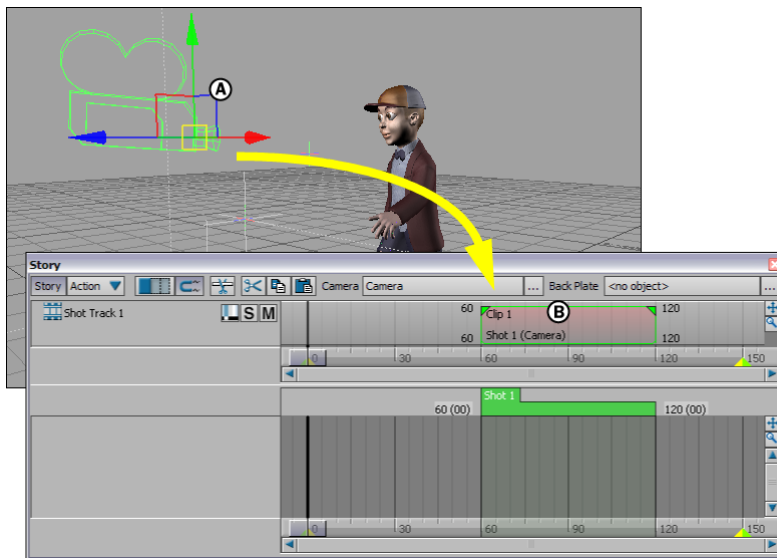 A
Story
Story Action Camera Camera ... Back Plate <no object> ...
Shot Track 1 S M
60 Clip 1 B 120
60 Shot 1 (Camera) 120
0 30 60 90 120 150
Shot 1
60 (00) 120 (00)
0 30 60 90 120 150